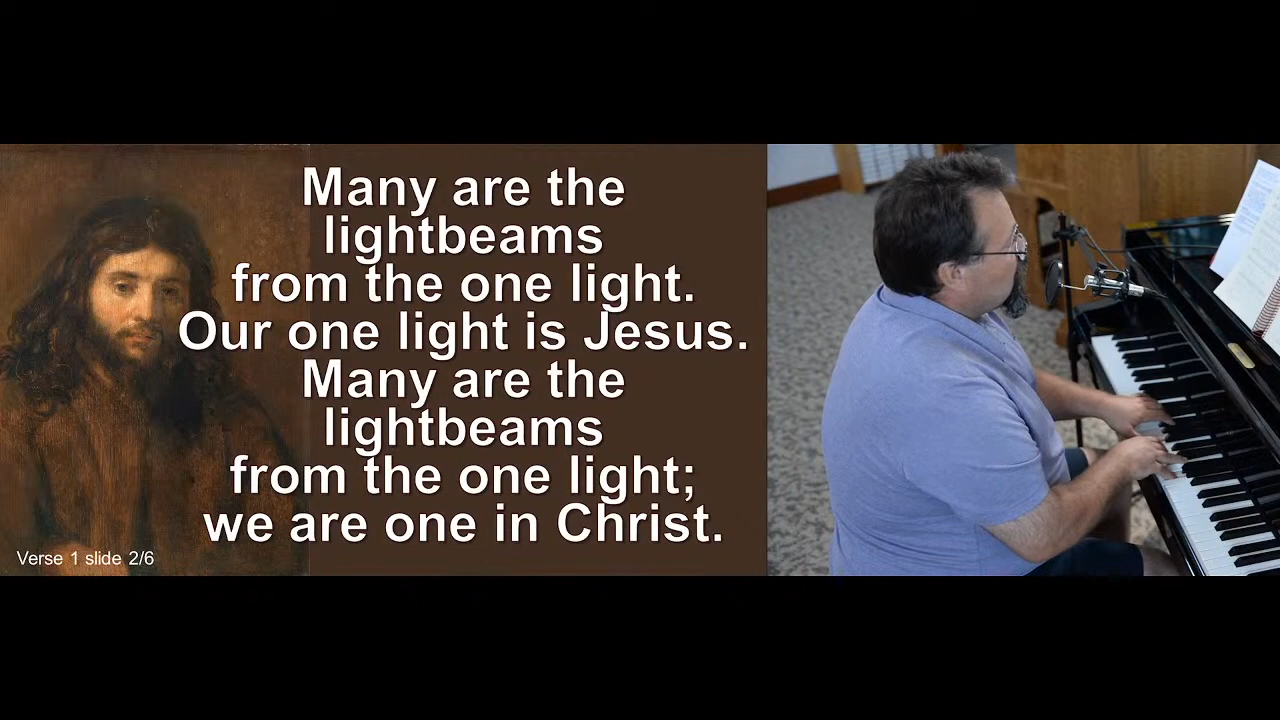 Many are the
lightbeams
from the one light.
Our one light is Jesus.
Many are the
lightbeams
from the one light;
we are one in Christ.
Verse 1 slide 2/6